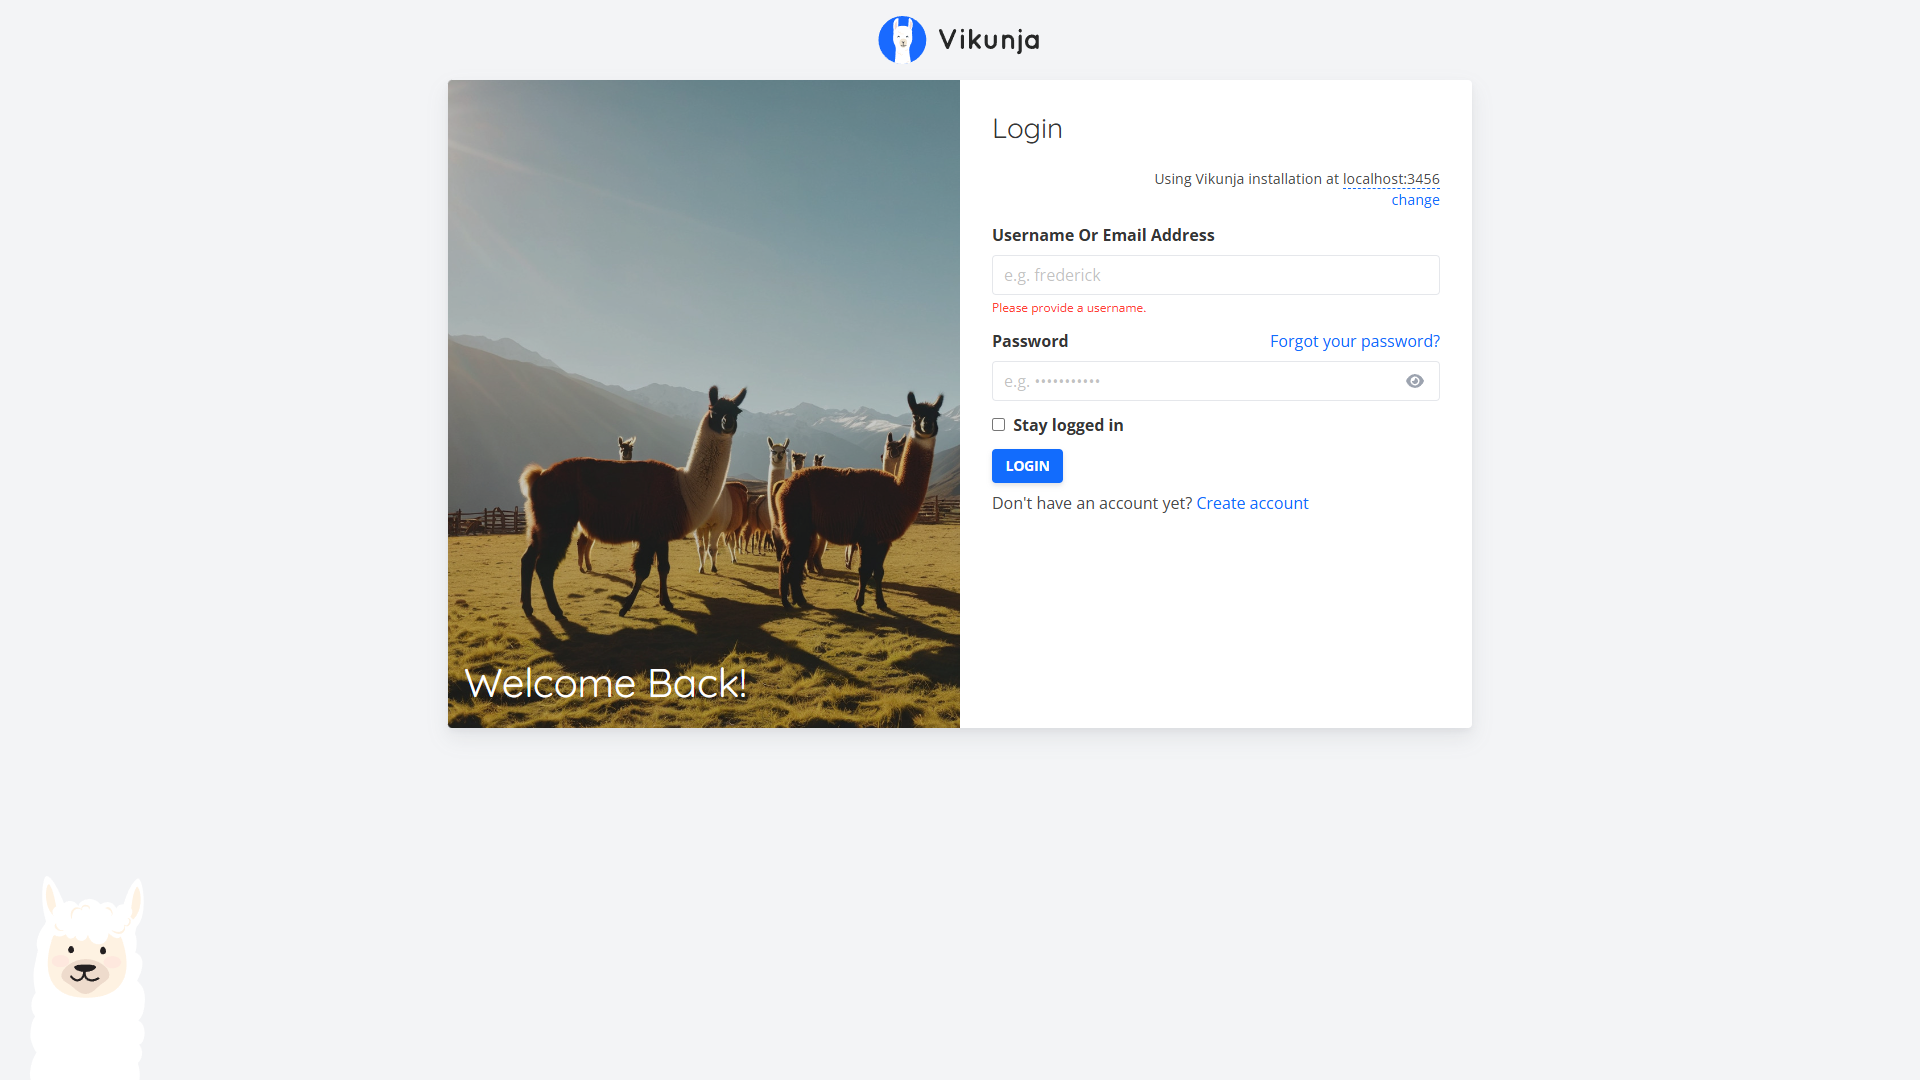 Vikunja
Login
Using Vikunja installation at localhost:3456
change
Username Or Email Address
e.g. frederick
Please provide a username.
Password
Forgot your password?
e.g. •••••••••••
Stay logged in
LOGIN
Don't have an account yet? Create account
Welcome Back!